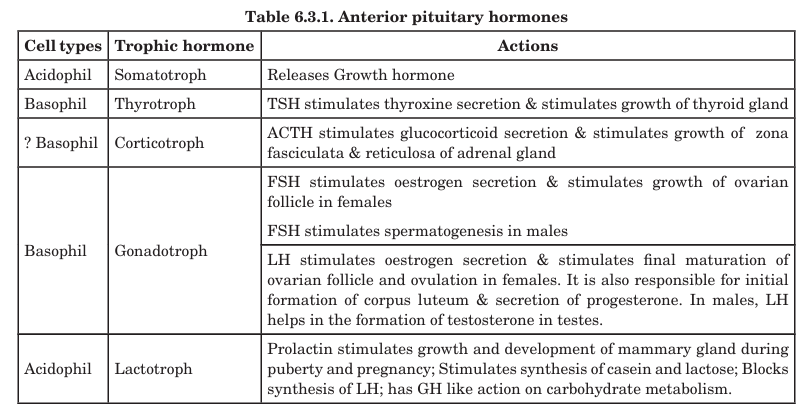 Table 6.3.1. Anterior pituitary hormones
Cell types Trophic hormone Actions
Acidophil Somatotroph Releases Growth hormone
Basophil Thyrotroph TSH stimulates thyroxine secretion & stimulates growth of thyroid gland
? Basophil Corticotroph ACTH stimulates glucocorticoid secretion & stimulates growth of zona
fasciculata & reticulosa of adrenal gland
Basophil Gonadotroph FSH stimulates oestrogen secretion & stimulates growth of ovarian
follicle in females
FSH stimulates spermatogenesis in males
LH stimulates oestrogen secretion & stimulates final maturation of
ovarian follicle and ovulation in females. It is also responsible for initial
formation of corpus luteum & secretion of progesterone. In males, LH
helps in the formation of testosterone in testes.
Acidophil Lactotroph Prolactin stimulates growth and development of mammary gland during
puberty and pregnancy; Stimulates synthesis of casein and lactose; Blocks
synthesis of LH; has GH like action on carbohydrate metabolism.